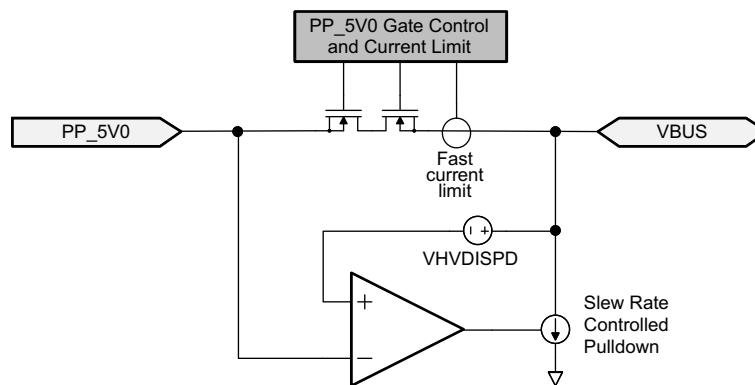 PP_5V0 Gate Control
and Current Limit
PP_5V0
VBUS
Fast
current
limit
VHVDISPD
Slew Rate
Controlled
Pulldown